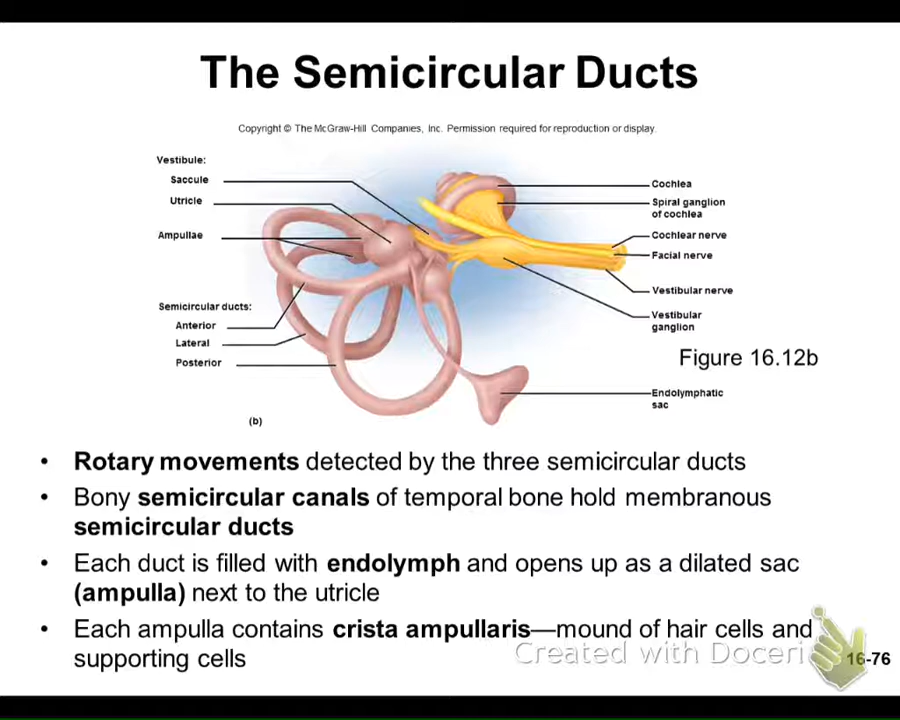 The Semicircular Ducts
Copyright © The McGraw-Hill Companies, Inc. Permission required for reproduction or display.
Vestibule:
Saccule
Utricle
Ampullae
Semicircular ducts:
Anterior
Lateral
Posterior
(b)
Cochlea
Spiral ganglion
of cochlea
Cochlear nerve
Facial nerve
Vestibular nerve
Vestibular
ganglion
Figure 16.12b
Endolymphatic
sac
• Rotary movements detected by the three semicircular ducts
• Bony semicircular canals of temporal bone hold membranous
semicircular ducts
• Each duct is filled with endolymph and opens up as a dilated sac
(ampulla) next to the utricle
• Each ampulla contains crista ampullaris—mound of hair cells and
supporting cells
Created with Doceri
16-76